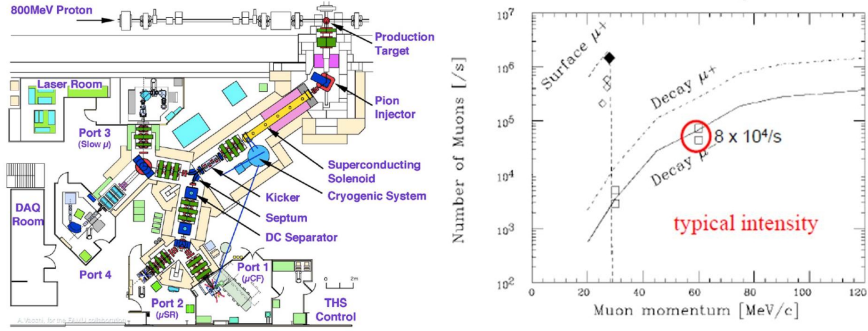 800MeV Proton
Production
Target
Laser Room
Pion
Injector
Port 3
(Slow μ)
Superconducting
Solenoid
Cryogenic System
Kicker
DAQ
Room
Septum
DC Separator
Port 4
Port 1
(μCF)
Port 2
(μSR)
2m
THS
Control
Number of Muons [/s]
10⁷
10⁶
10⁵
10⁴
10³
10²
Surface μ+
Decay μ+
8 x 10⁴/s
Decay μ
typical intensity
0
20
40
60
80
100
120
Muon momentum [MeV/c]